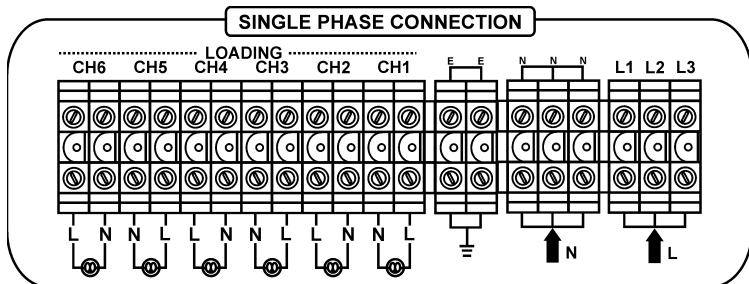 SINGLE PHASE CONNECTION
LOADING
CH6 CH5 CH4 CH3 CH2 CH1 E E N N N L1 L2 L3
L N N L L N N L L N N L
N L